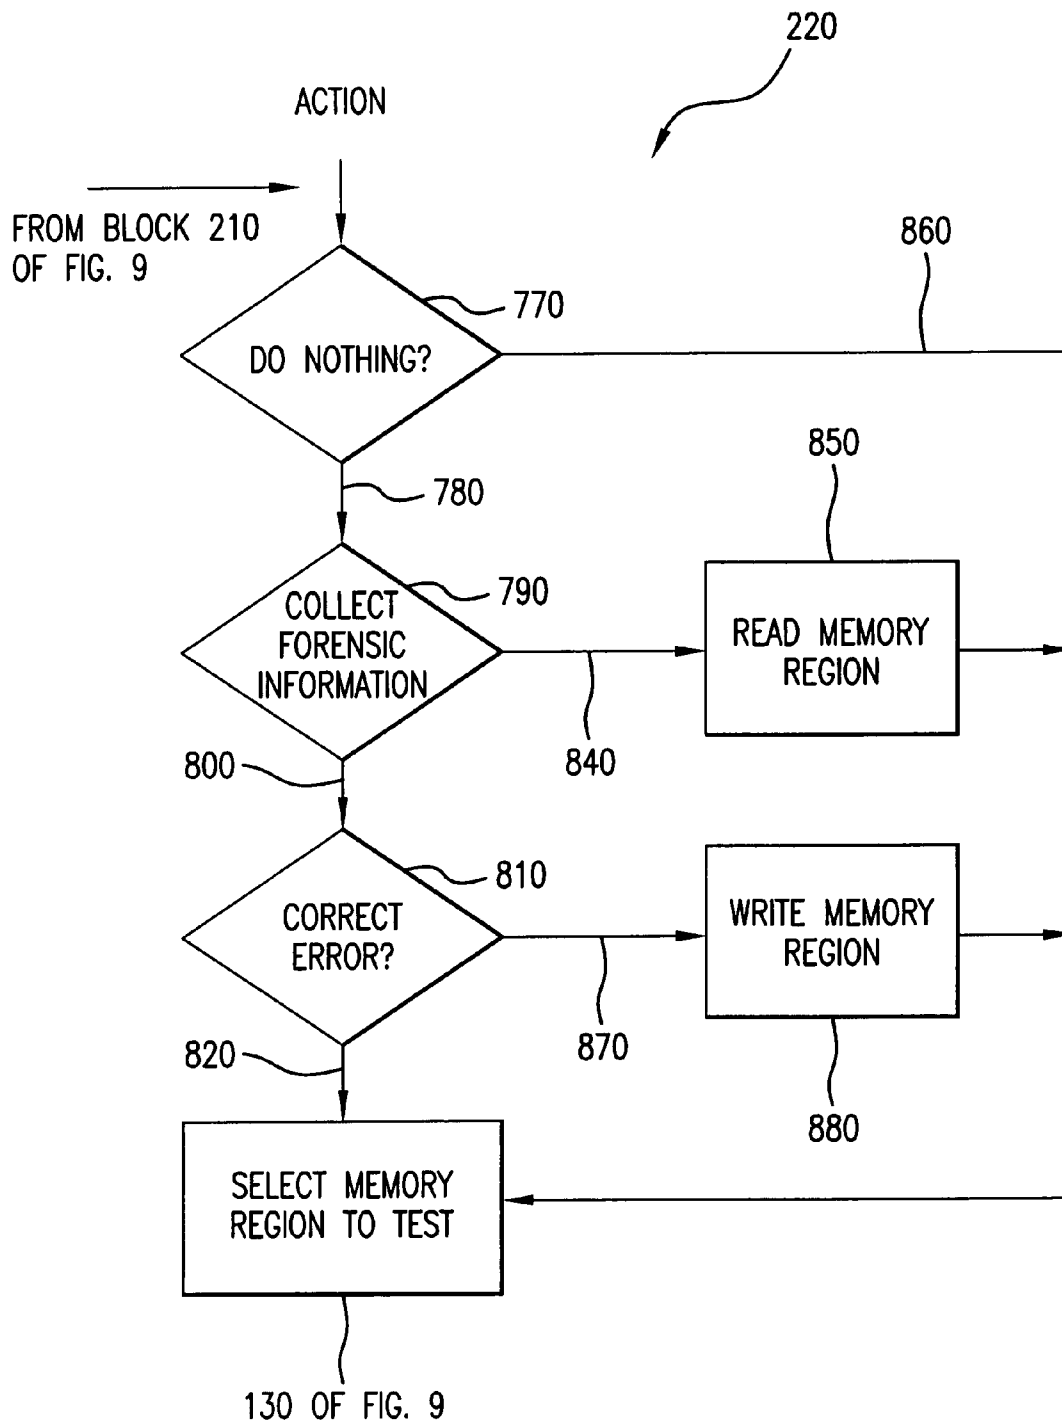 220
ACTION
FROM BLOCK 210
OF FIG. 9
860
770
DO NOTHING?
850
780
790
COLLECT
FORENSIC
INFORMATION
READ MEMORY
REGION
800
840
810
CORRECT
ERROR?
WRITE MEMORY
REGION
820
870
880
SELECT MEMORY
REGION TO TEST
130 OF FIG. 9